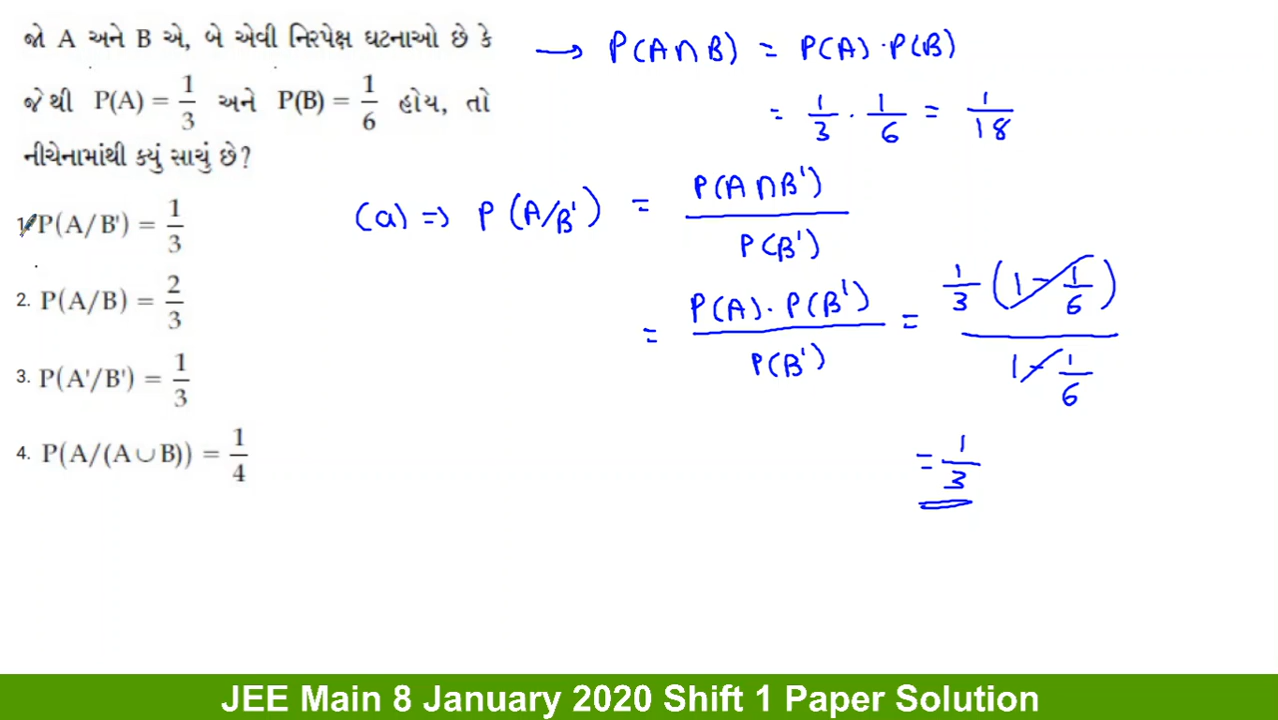 જો A અને B એ, બે એવી નિરપેક્ષ ઘટનાઓ છે કે
જેથી P(A) = 1/3 અને P(B) = 1/6 હોય, તો
નીચેનામાંથી કયું સાચું છે?
1. P(A/B') = 1/3
2. P(A/B) = 2/3
3. P(A'/B') = 1/3
4. P(A/(A∪B)) = 1/4
→ P(A∩B) = P(A)·P(B)
= 1/3 · 1/6 = 1/18
(a) ⇒ P(A/B') = P(A∩B')/P(B')
= P(A)·P(B')/P(B') = 1/3 (1 - 1/6)/1 - 1/6
= 1/3
JEE Main 8 January 2020 Shift 1 Paper Solution